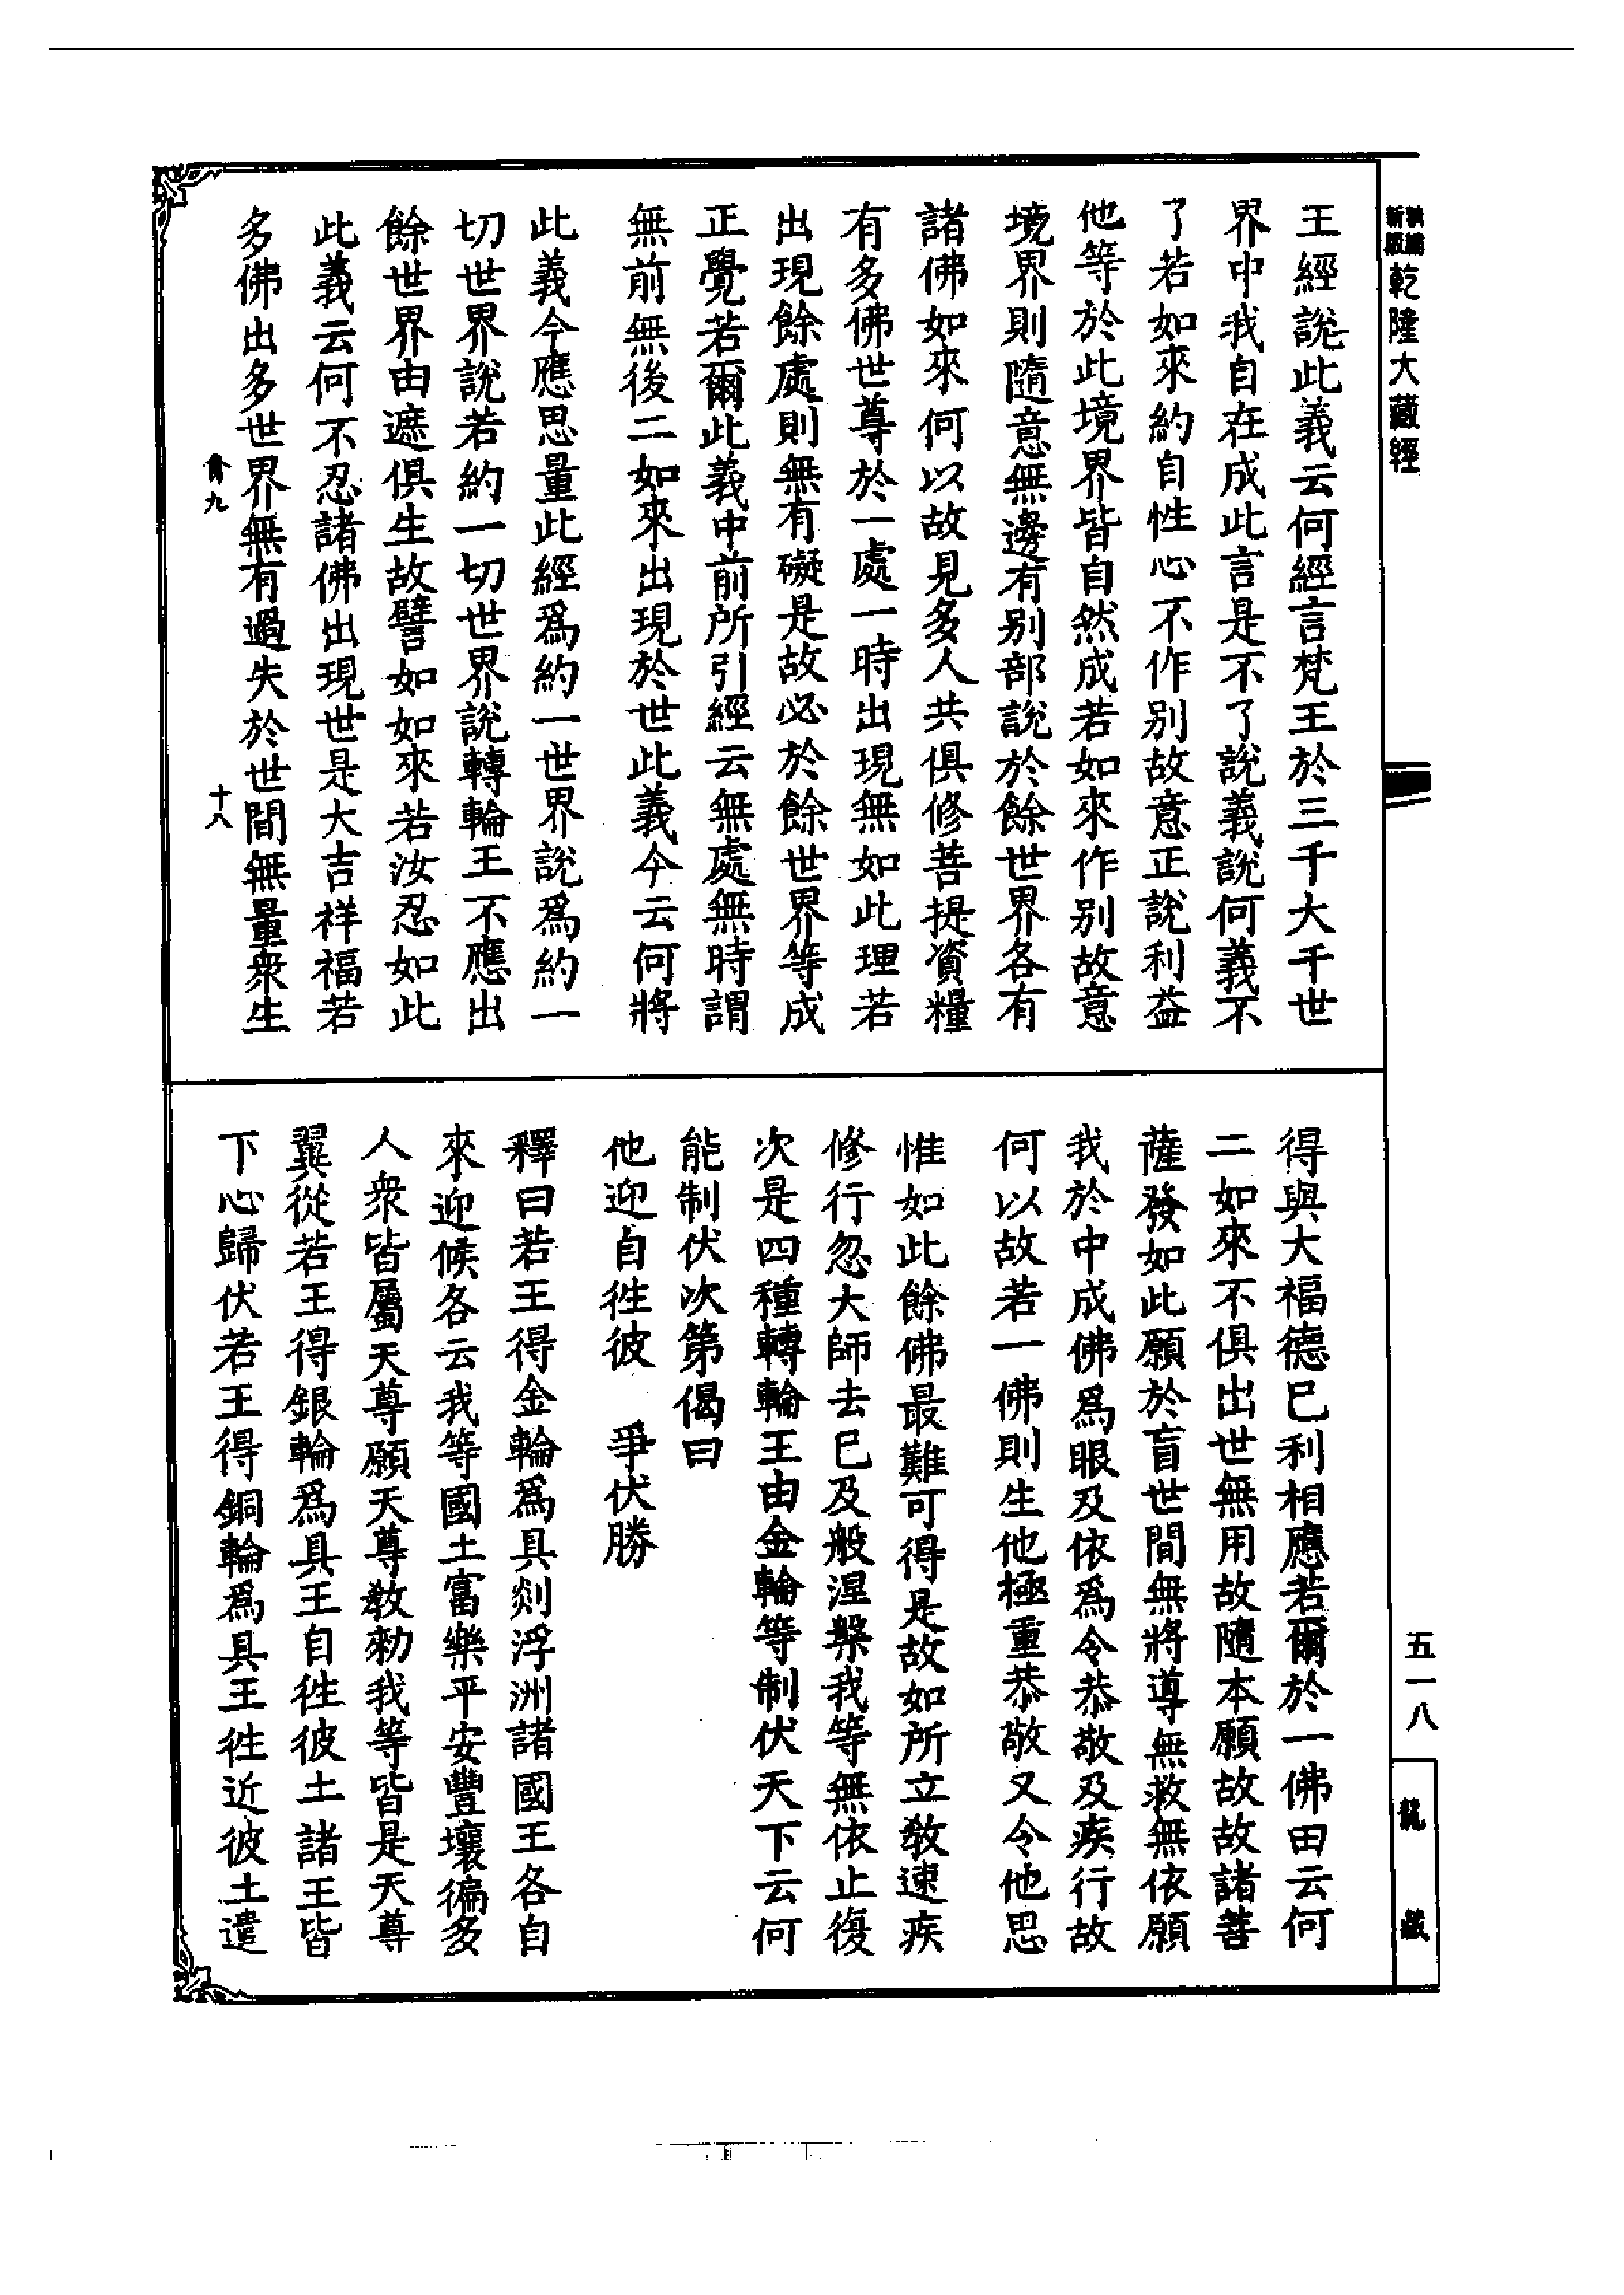 乾隆大藏經
王經說此義云何經言梵王於三千大千世
界中我自在成此言是不了說義說何義不
了若如來約自性心不作別故意正說利益
他等於此境界皆自然成若如來作別故意
境界則隨意無邊有別部說於餘世界各有
諸佛如來何以故見多人共俱修菩提資糧
有多佛世尊於一處一時出現無如此理若
出現餘處則無有礙是故必於餘世界等成
正覺若爾此義中前所引經云無處無時謂
無前無後二如來出現於世此義今云何將
此義今應思量此經爲約一世界說爲約一
切世界說若約一切世界說轉輪王不應出
餘世界由遮俱生故譬如如來若汝忍如此
此義云何不忍諸佛出現世是大吉祥福若
多佛出多世界無有過失於世間無量衆生
九
十八
得與大福德已利相應若爾於一佛田云何
二如來不俱出世無用故隨本願故故諸菩
薩發如此願於盲世間無將導無救無依願
我於中成佛爲眼及依爲令恭敬及疾行故
何以故若一佛則生他極重恭敬又令他思
惟如此餘佛最難可得是故如所立教速疾
修行忽大師去已及般涅槃我等無依止復
次是四種轉輪王由金輪等制伏天下云何
能制伏次第偈曰
他迎自徃彼　爭伏勝
釋曰若王得金輪爲具剡浮洲諸國王各自
來迎候各云我等國土富樂平安豐壤徧多
人衆皆屬天尊願天尊教勑我等皆是天尊
翼從若王得銀輪爲具王自徃彼土諸王皆
下心歸伏若王得銅輪爲具王徃近彼土遣
五一八
龍藏